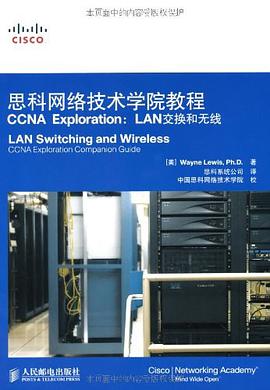 本页面中的内容受版权保护
CISCO
思科网络技术学院教程
CCNA Exploration：LAN交换和无线
LAN Switching and Wireless
CCNA Exploration Companion Guide
[美] Wayne Lewis, Ph.D. 著
思科系统公司 译
中国思科网络技术学院 校
人民邮电出版社
POSTS & TELECOM PRESS
Cisco | Networking Academy
Mind Wide Open
本页面中的内容受版权保护